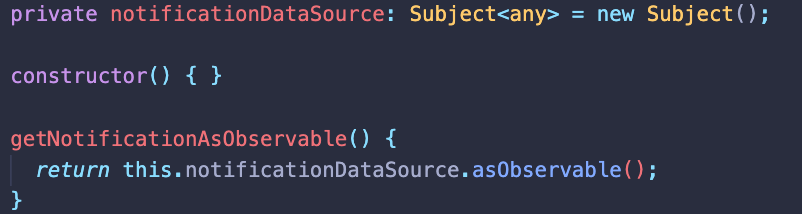 private notificationDataSource: Subject<any> = new Subject();
constructor() { }
getNotificationAsObservable() {
return this.notificationDataSource.asObservable();
}